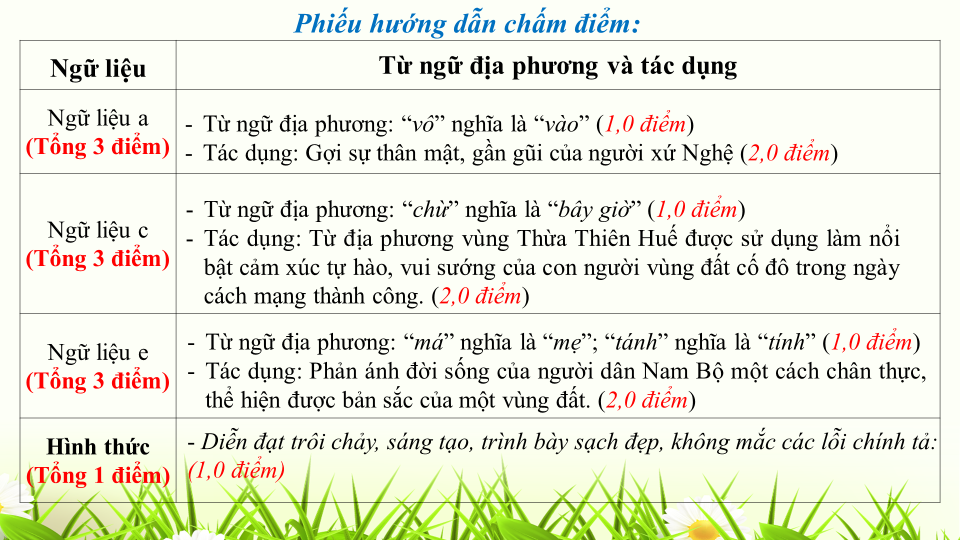 Phiếu hướng dẫn chấm điểm:
Ngữ liệu
Từ ngữ địa phương và tác dụng
Ngữ liệu a
(Tổng 3 điểm)
- Từ ngữ địa phương: “vô” nghĩa là “vào” (1,0 điểm)
- Tác dụng: Gợi sự thân mật, gần gũi của người xứ Nghệ (2,0 điểm)
Ngữ liệu c
(Tổng 3 điểm)
- Từ ngữ địa phương: “chừ” nghĩa là “bây giờ” (1,0 điểm)
- Tác dụng: Từ địa phương vùng Thừa Thiên Huế được sử dụng làm nổi
bật cảm xúc tự hào, vui sướng của con người vùng đất cố đô trong ngày
cách mạng thành công. (2,0 điểm)
Ngữ liệu e
(Tổng 3 điểm)
- Từ ngữ địa phương: “má” nghĩa là “mẹ”; “tánh” nghĩa là “tính” (1,0 điểm)
- Tác dụng: Phản ánh đời sống của người dân Nam Bộ một cách chân thực,
thể hiện được bản sắc của một vùng đất. (2,0 điểm)
Hình thức
(Tổng 1 điểm)
- Diễn đạt trôi chảy, sáng tạo, trình bày sạch đẹp, không mắc các lỗi chính tả:
(1,0 điểm)